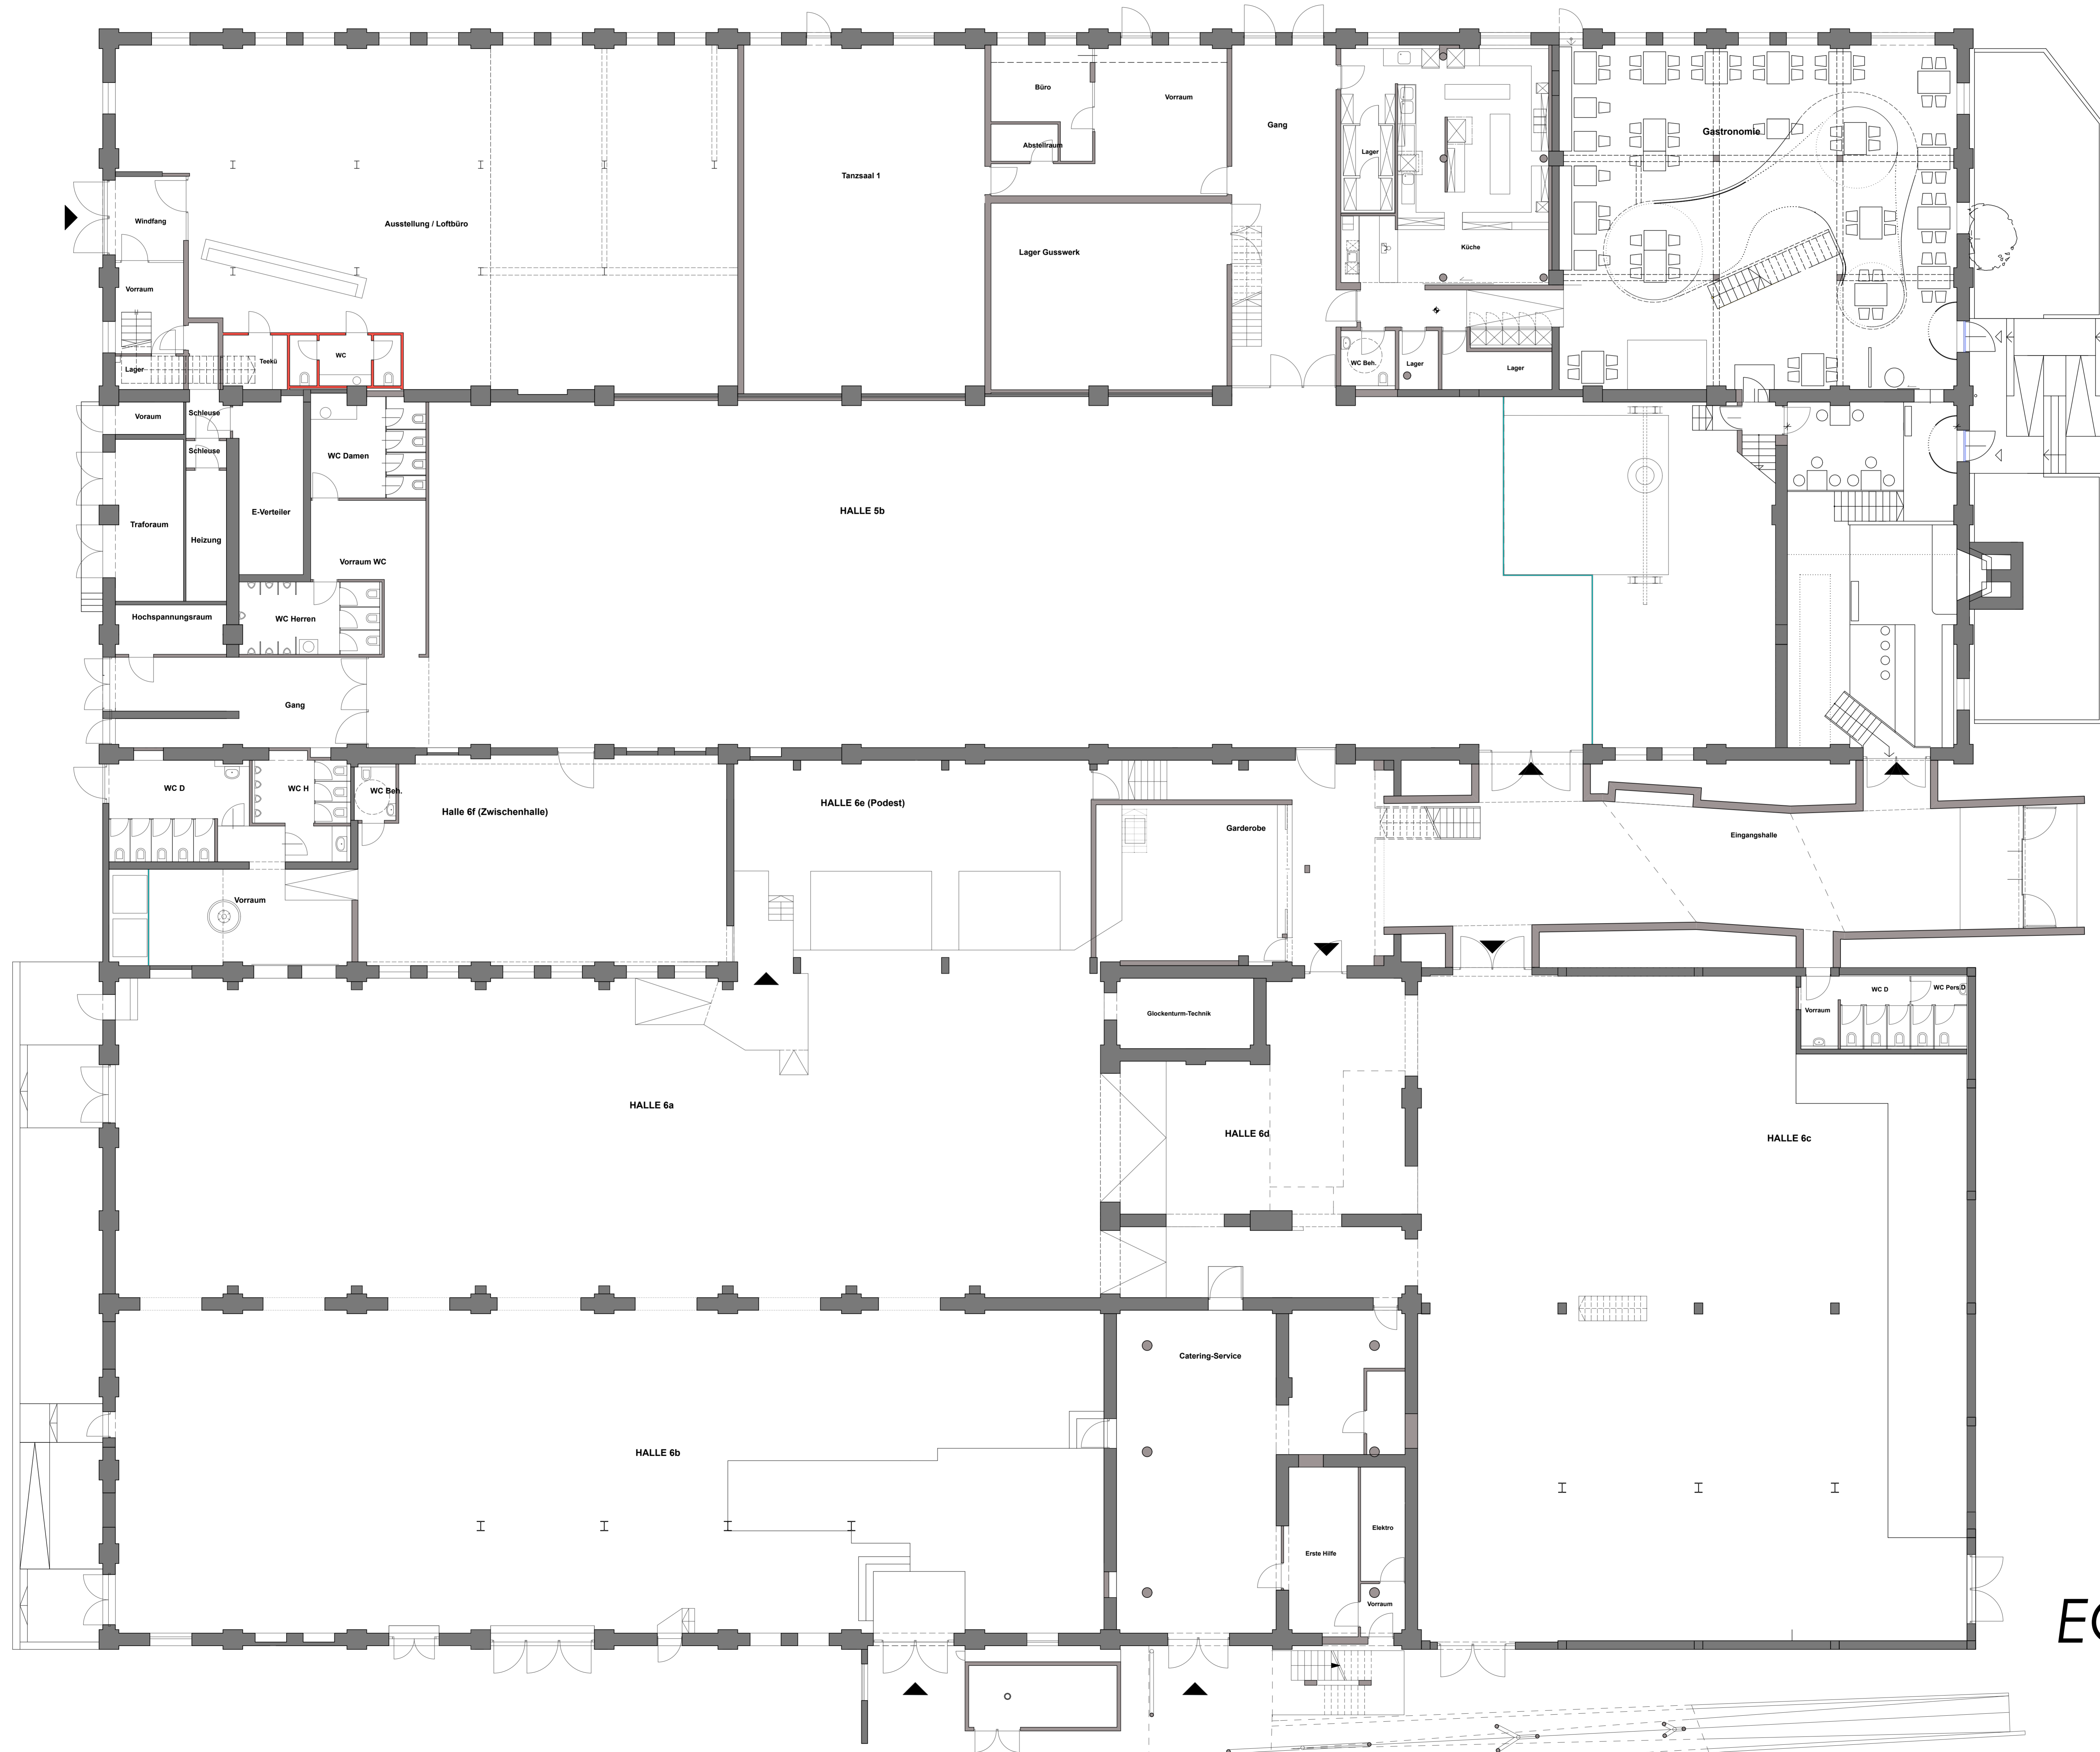 Büro
Vorraum
Gang
Gastronomie
Abstellraum
Lager
Tanzsaal 1
Windfang
Ausstellung / Loftbüro
Küche
Lager Gusswerk
Vorraum
WC
Teekü
WC Beh.
Lager
Lager
Lager
Voraum
Schleuse
Schleuse
WC Damen
E-Verteiler
HALLE 5b
Traforaum
Heizung
Vorraum WC
Hochspannungsraum
WC Herren
Gang
WC D
WC H
WC Beh.
Halle 6f (Zwischenhalle)
HALLE 6e (Podest)
Garderobe
Eingangshalle
Vorraum
WC D
WC Pers D
Vorraum
Glockenturm-Technik
HALLE 6a
HALLE 6d
HALLE 6c
Catering-Service
HALLE 6b
Elektro
Erste Hilfe
Vorraum